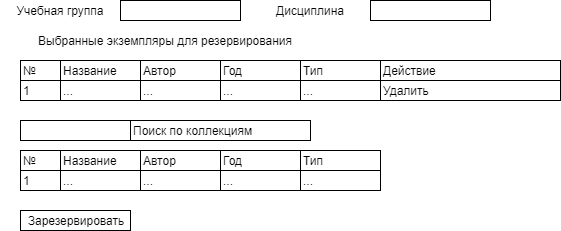 Учебная группа Дисциплина
Выбранные экземпляры для резервирования
№ Название Автор Год Тип Действие
1 ... ... ... ... Удалить
Поиск по коллекциям
№ Название Автор Год Тип
1 ... ... ... ...
Зарезервировать